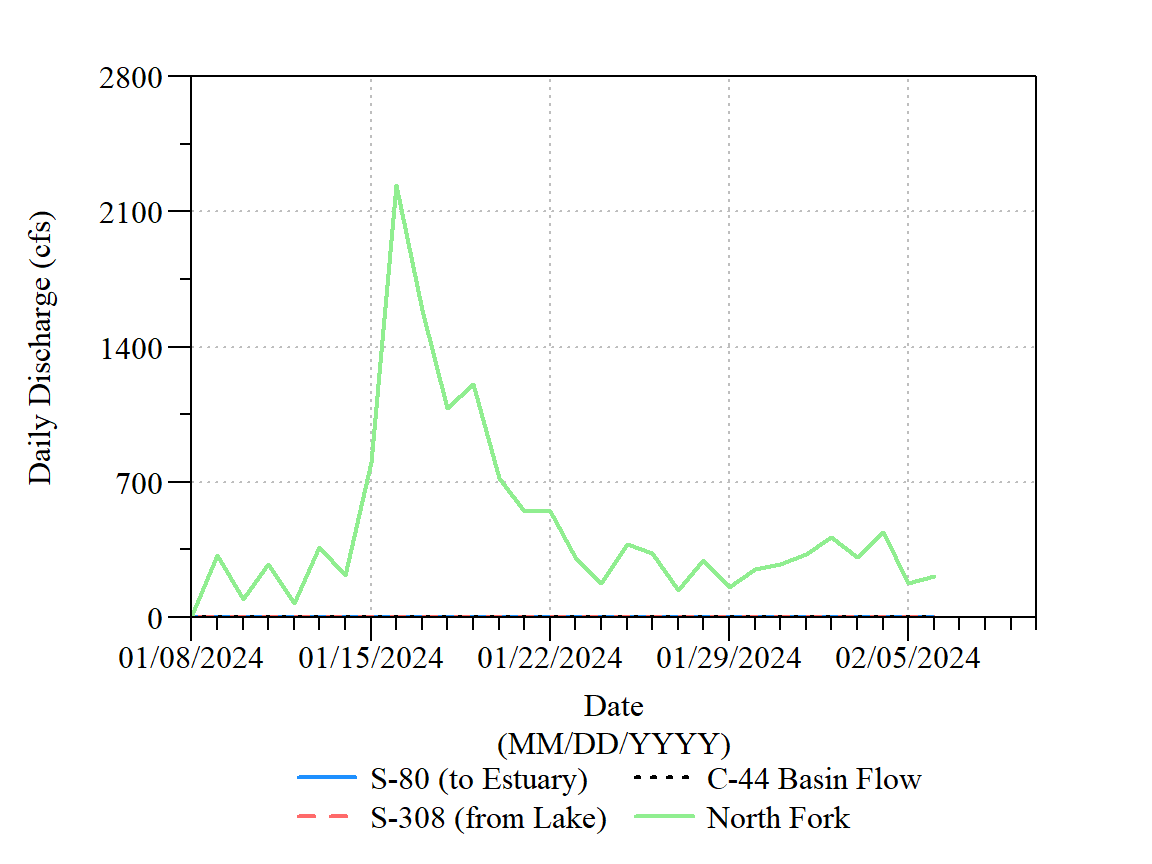 2800
2100
1400
700
0
Daily Discharge (cfs)
01/08/2024 01/15/2024 01/22/2024 01/29/2024 02/05/2024
Date
(MM/DD/YYYY)
S-80 (to Estuary) C-44 Basin Flow
S-308 (from Lake) North Fork